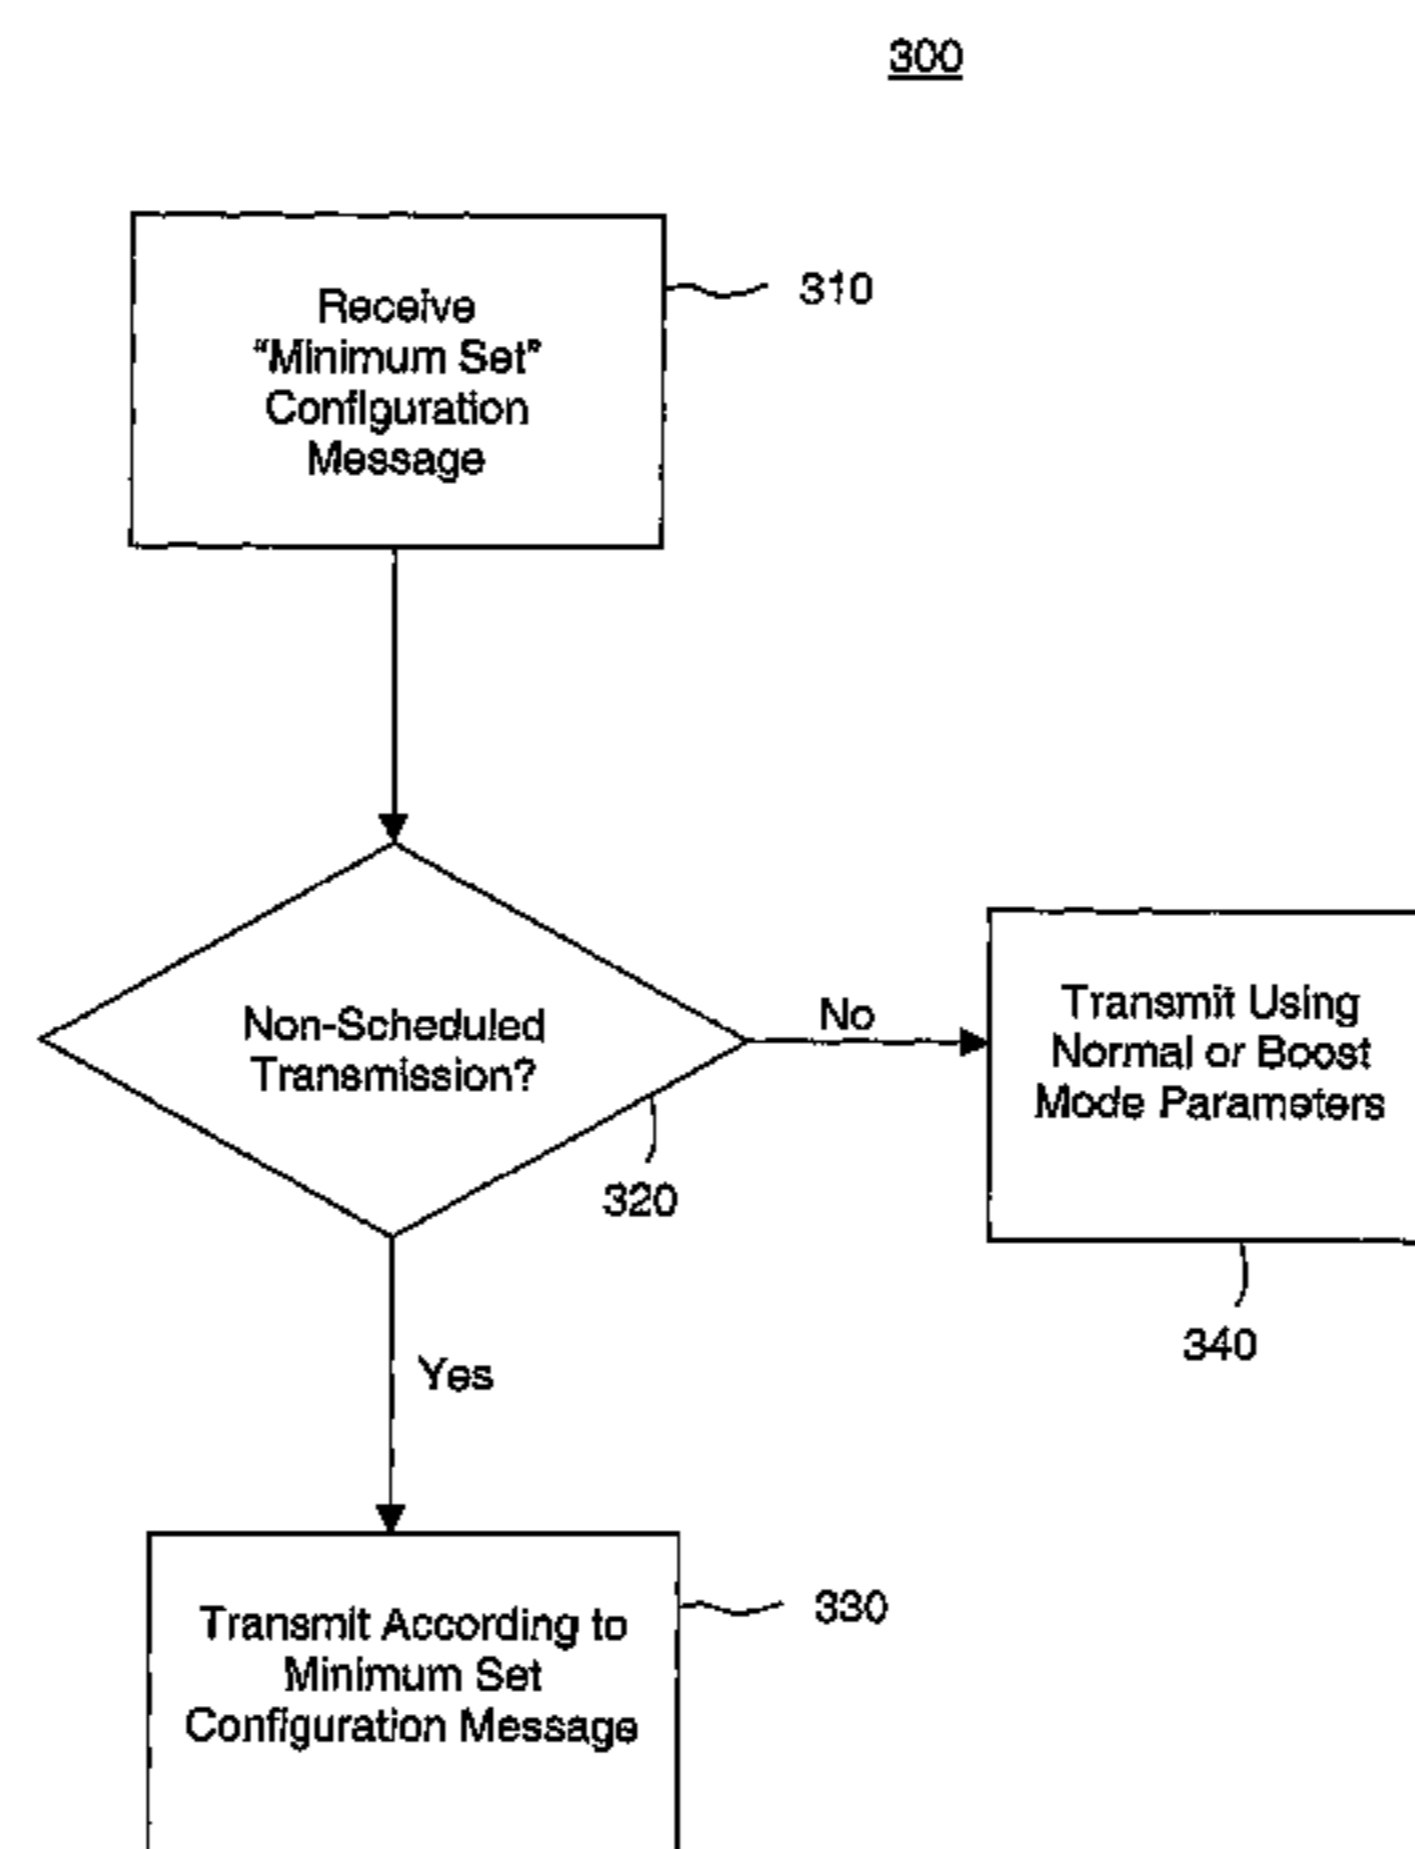 300
Receive
“Minimum Set”
Configuration
Message
310
Non-Scheduled
Transmission?
320
No
Transmit Using
Normal or Boost
Mode Parameters
340
Yes
Transmit According to
Minimum Set
Configuration Message
330